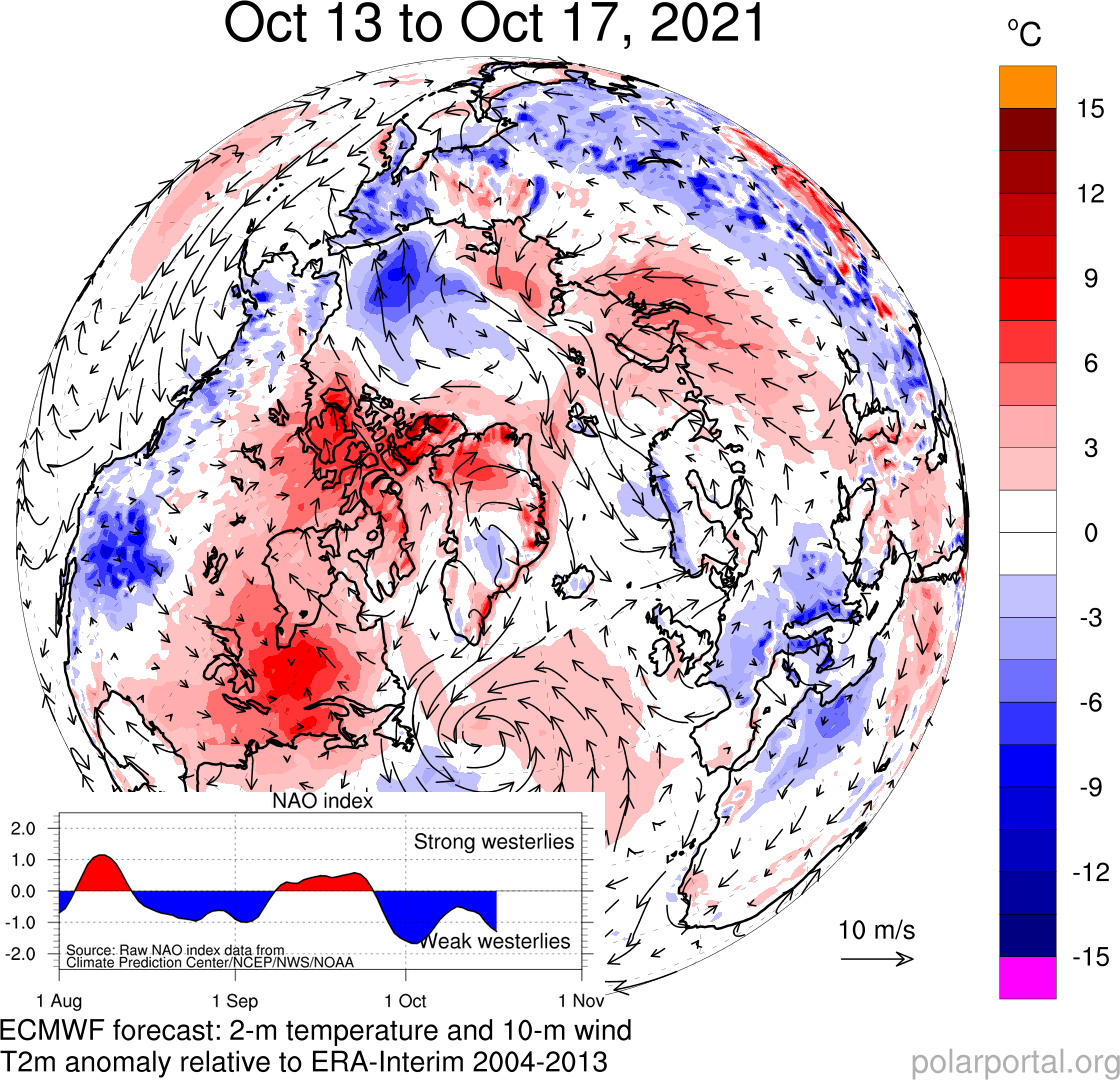 Oct 13 to Oct 17, 2021
ºC
15
12
9
6
3
0
-3
-6
-9
-12
-15
NAO index
2.0
1.0
0.0
-1.0
-2.0
Strong westerlies
Weak westerlies
Source: Raw NAO index data from
Climate Prediction Center/NCEP/NWS/NOAA
1 Aug
1 Sep
1 Oct
1 Nov
10 m/s
ECMWF forecast: 2-m temperature and 10-m wind
T2m anomaly relative to ERA-Interim 2004-2013
polarportal.org